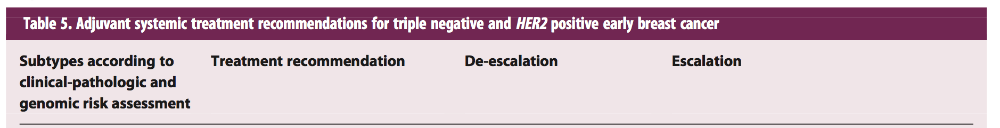 Table 5. Adjuvant systemic treatment recommendations for triple negative and HER2 positive early breast cancer
Subtypes according to
clinical-pathologic and
genomic risk assessment
Treatment recommendation
De-escalation
Escalation